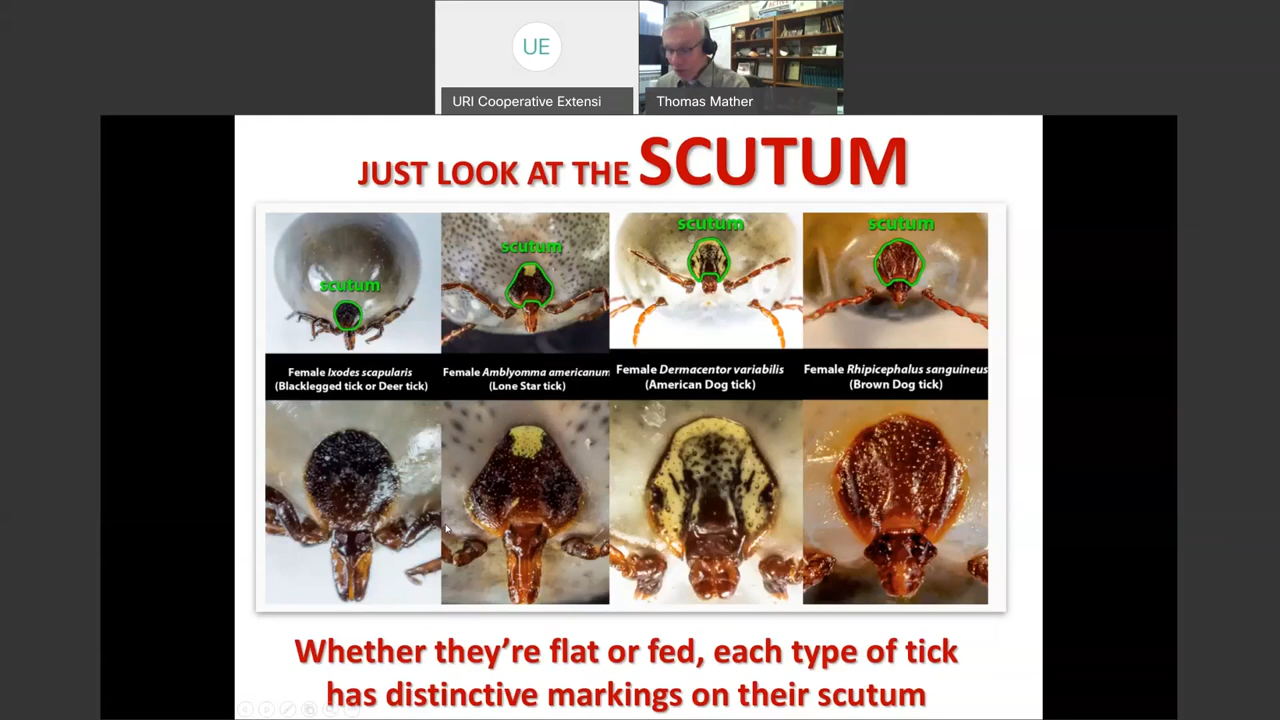 UE
URI Cooperative Extensi
Thomas Mather
JUST LOOK AT THE SCUTUM
scutum
scutum
scutum
scutum
Female Ixodes scapularis
(Blacklegged tick or Deer tick)
Female Amblyomma americanum
(Lone Star tick)
Female Dermacentor variabilis
(American Dog tick)
Female Rhipicephalus sanguineus
(Brown Dog tick)
Whether they’re flat or fed, each type of tick
has distinctive markings on their scutum